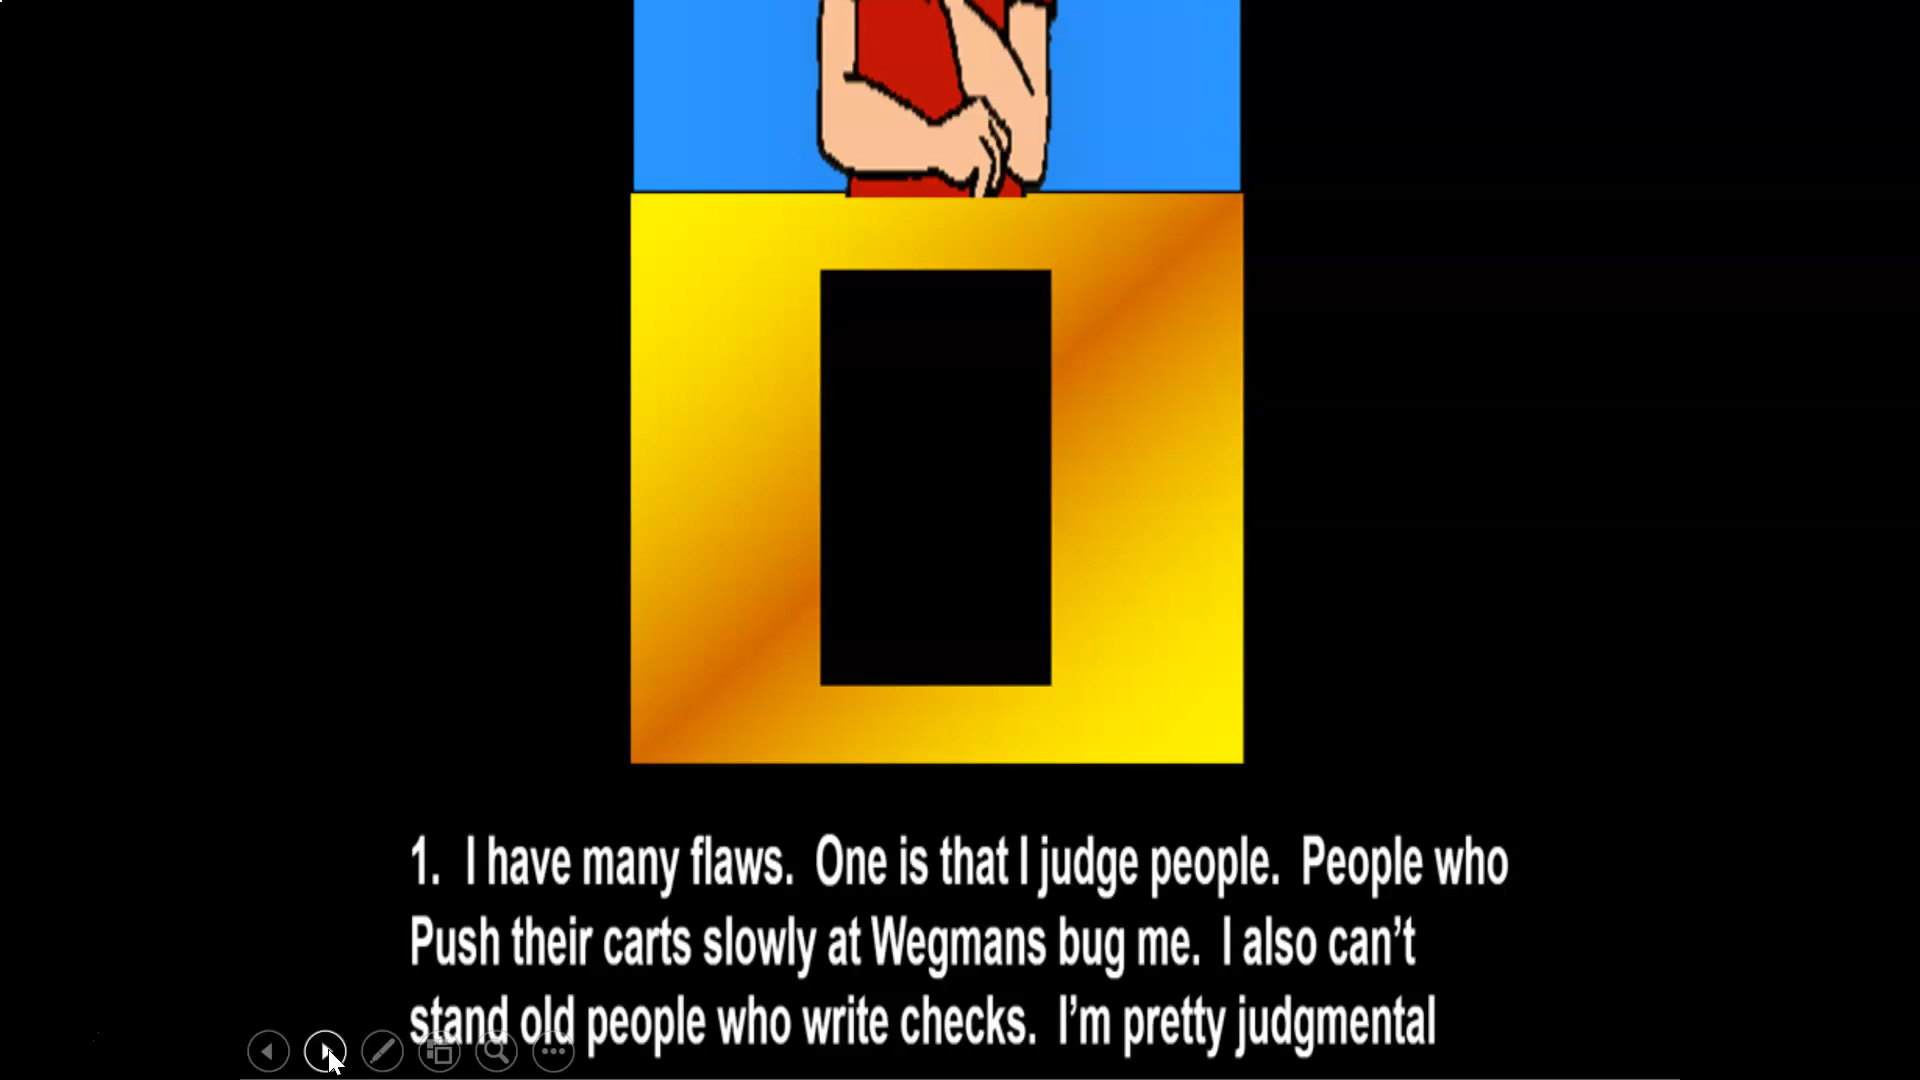 1.  I have many flaws.  One is that I judge people.  People who
Push their carts slowly at Wegmans bug me.  I also can’t
stand old people who write checks.  I’m pretty judgmental